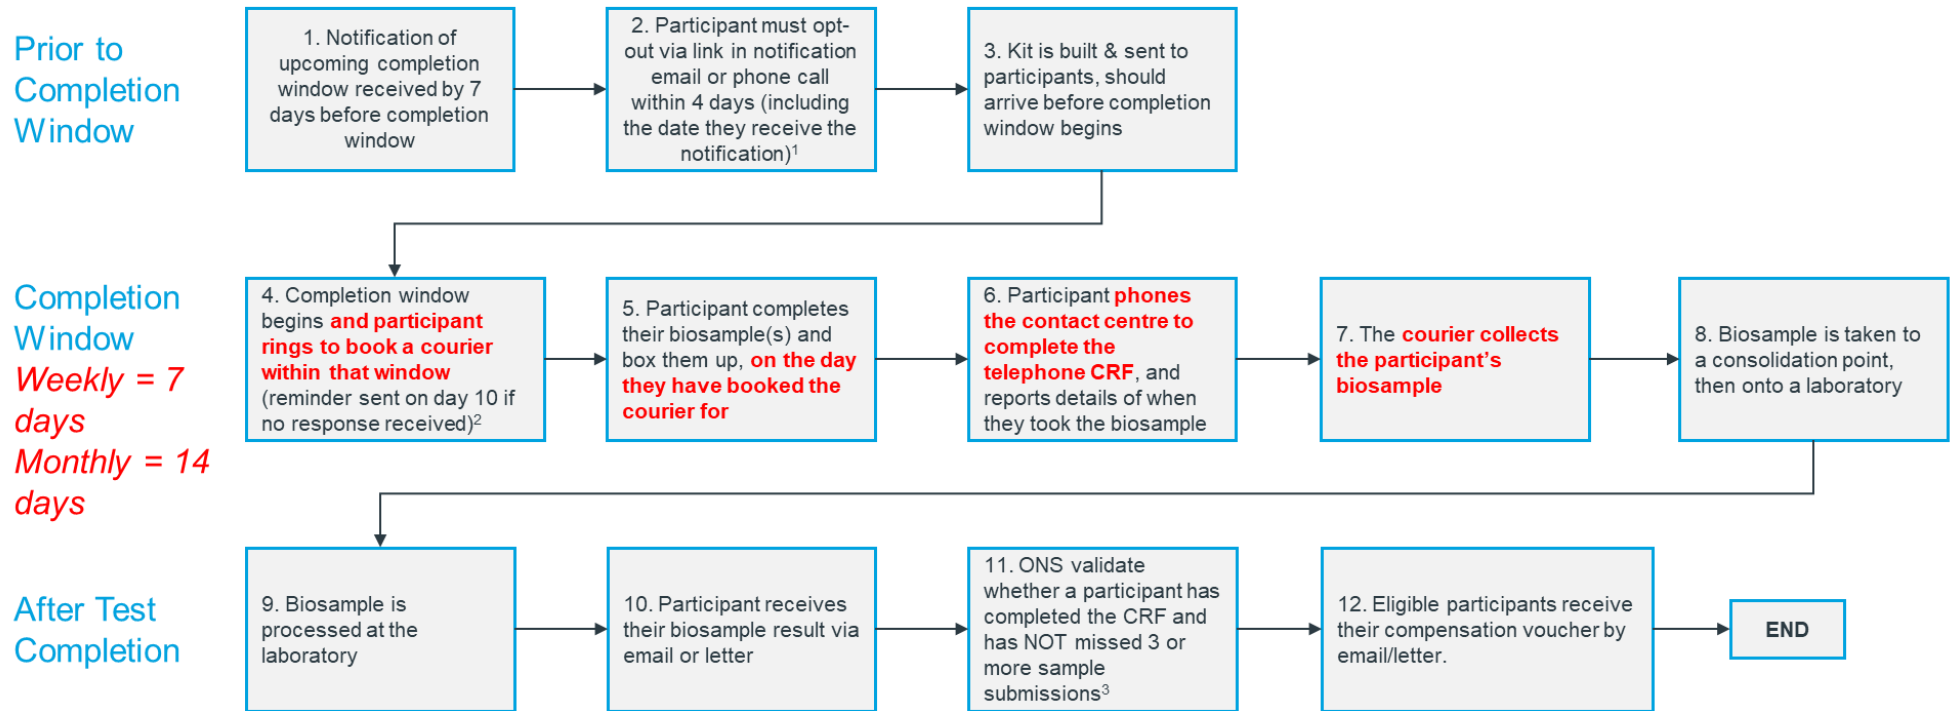 Prior to
Completion
Window
1. Notification of
upcoming completion
window received by 7
days before completion
window
2. Participant must opt-
out via link in notification
email or phone call
within 4 days (including
the date they receive the
notification)¹
3. Kit is built & sent to
participants, should
arrive before completion
window begins
Completion
Window
Weekly = 7
days
Monthly = 14
days
4. Completion window
begins and participant
rings to book a courier
within that window
(reminder sent on day 10 if
no response received)²
5. Participant completes
their biosample(s) and
box them up, on the day
they have booked the
courier for
6. Participant phones
the contact centre to
complete the
telephone CRF, and
reports details of when
they took the biosample
7. The courier collects
the participant’s
biosample
8. Biosample is taken to
a consolidation point,
then onto a laboratory
After Test
Completion
9. Biosample is
processed at the
laboratory
10. Participant receives
their biosample result via
email or letter
11. ONS validate
whether a participant has
completed the CRF and
has NOT missed 3 or
more sample
submissions³
12. Eligible participants receive
their compensation voucher by
email/letter.
END